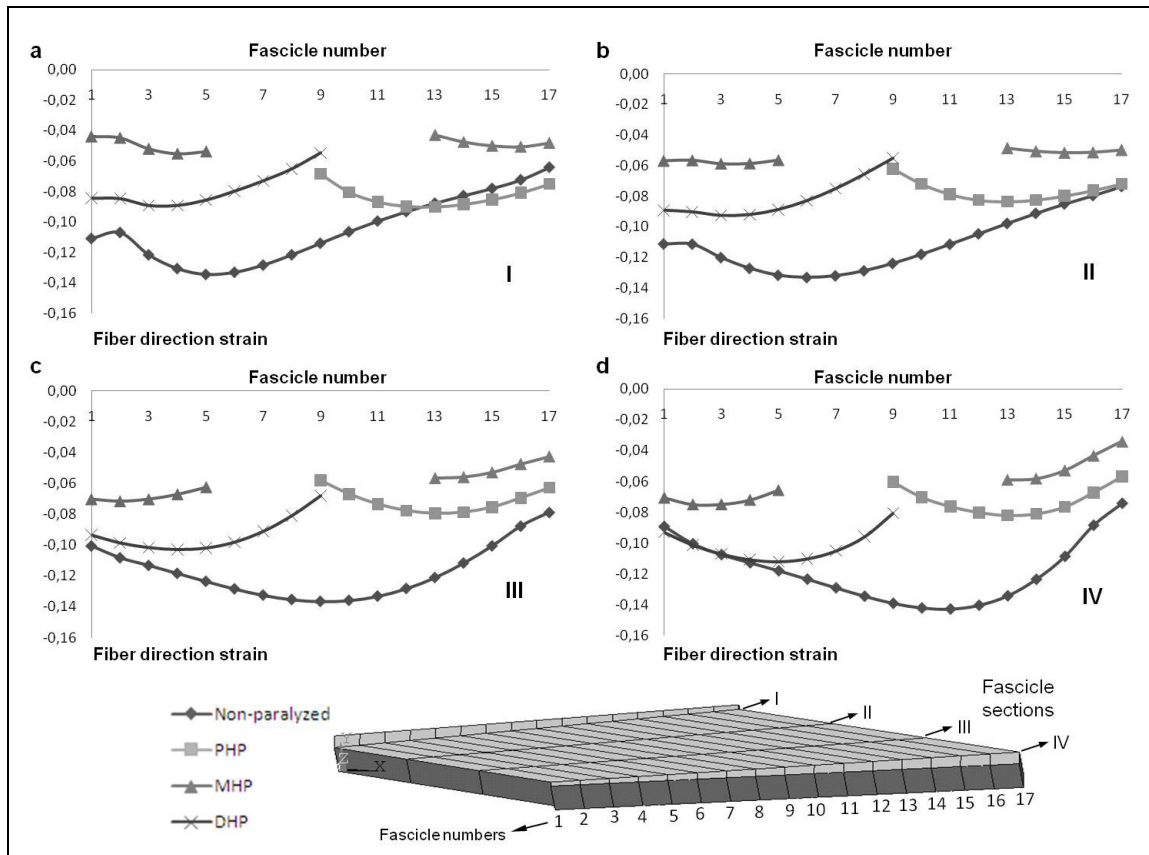 a
Fascicle number
0,00
-0,02
-0,04
-0,06
-0,08
-0,10
-0,12
-0,14
-0,16
1 3 5 7 9 11 13 15 17
I
Fiber direction strain
b
Fascicle number
0,00
-0,02
-0,04
-0,06
-0,08
-0,10
-0,12
-0,14
-0,16
1 3 5 7 9 11 13 15 17
II
Fiber direction strain
c
Fascicle number
0,00
-0,02
-0,04
-0,06
-0,08
-0,10
-0,12
-0,14
-0,16
1 3 5 7 9 11 13 15 17
III
Fiber direction strain
d
Fascicle number
0,00
-0,02
-0,04
-0,06
-0,08
-0,10
-0,12
-0,14
-0,16
1 3 5 7 9 11 13 15 17
IV
Fiber direction strain
Non-paralyzed
PHP
MHP
DHP
I
II
III
IV
Fascicle
sections
Z X
1 2 3 4 5 6 7 8 9 10 11 12 13 14 15 16 17
Fascicle numbers